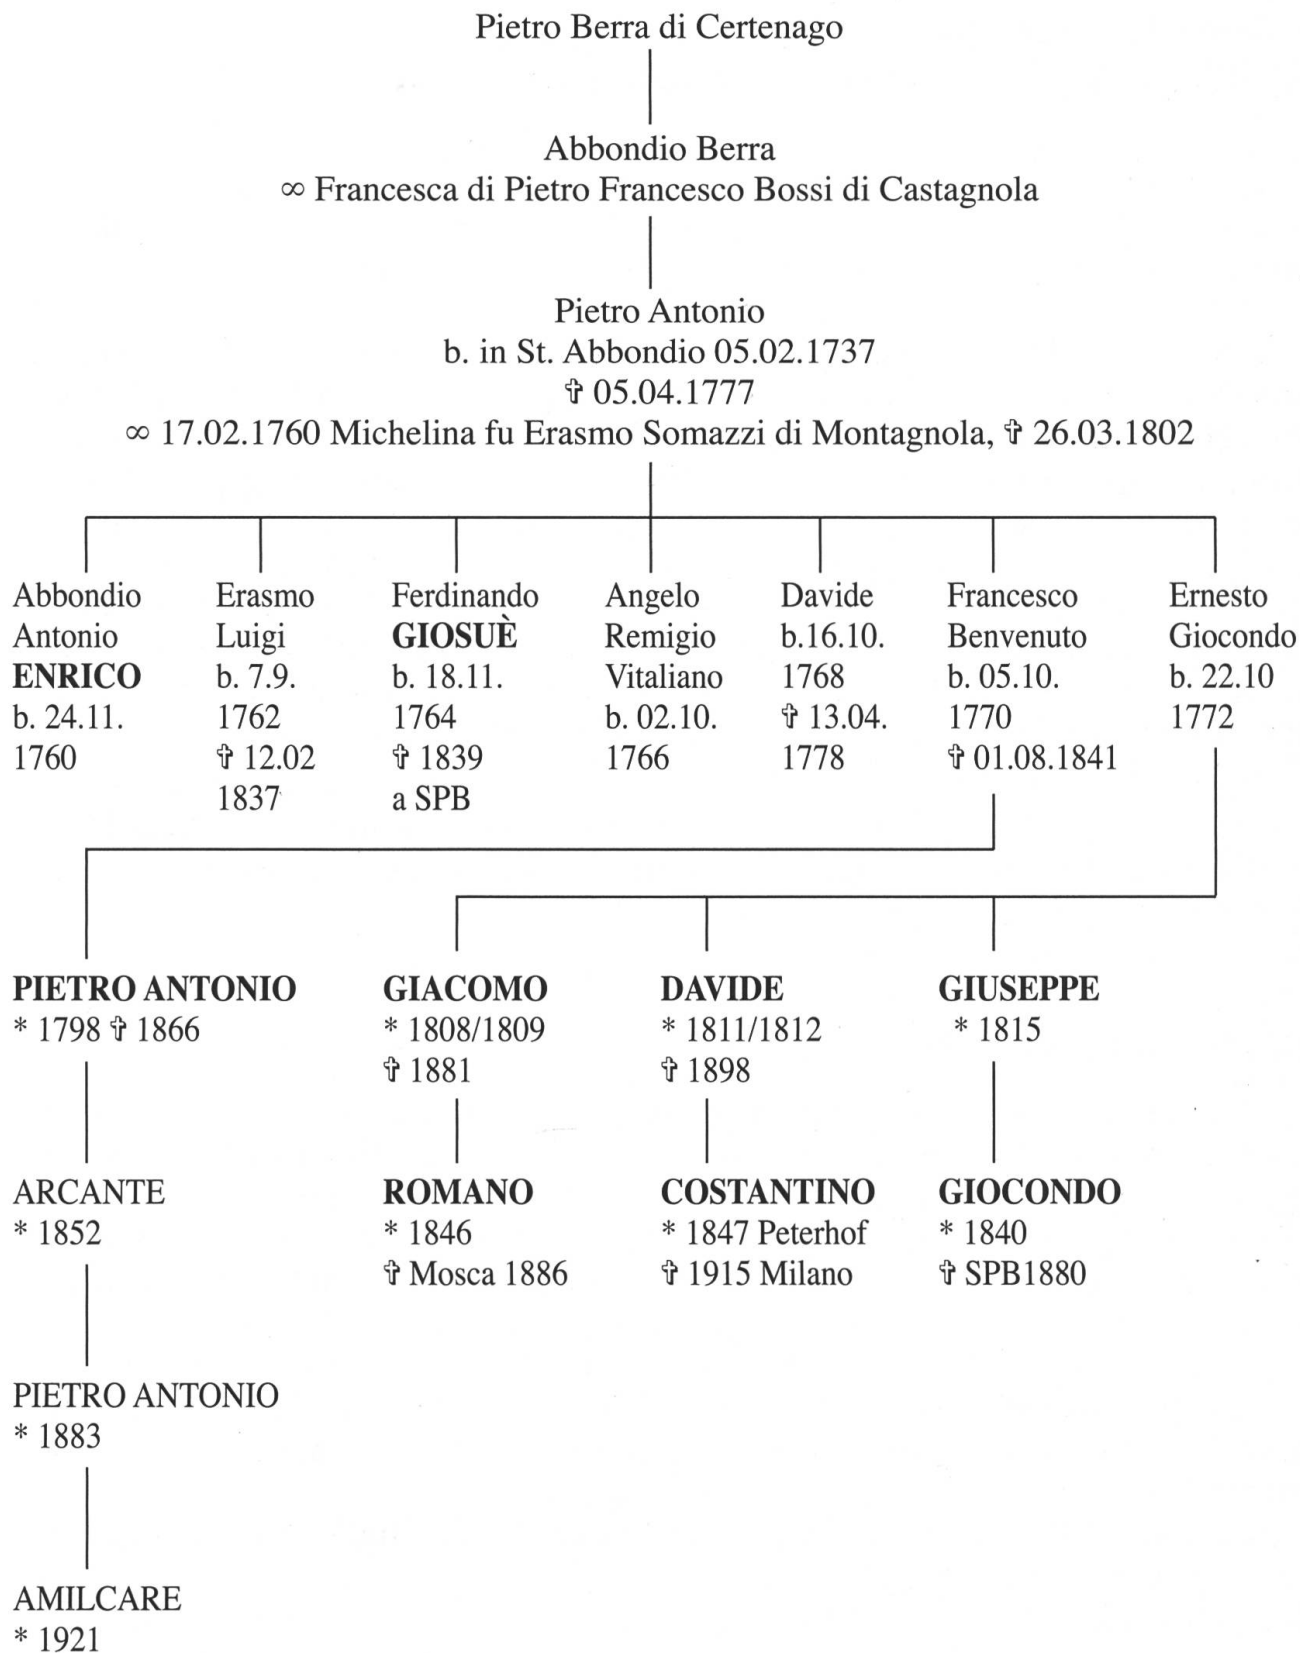 Pietro Berra di Certenago
Abbondio Berra
∞ Francesca di Pietro Francesco Bossi di Castagnola
Pietro Antonio
b. in St. Abbondio 05.02.1737
✞ 05.04.1777
∞ 17.02.1760 Michelina fu Erasmo Somazzi di Montagnola, ✞ 26.03.1802
Abbondio
Antonio
ENRICO
b. 24.11.
1760
Erasmo
Luigi
b. 7.9.
1762
✞ 12.02
1837
Ferdinando
GIOSUÈ
b. 18.11.
1764
✞ 1839
a SPB
Angelo
Remigio
Vitaliano
b. 02.10.
1766
Davide
b.16.10.
1768
✞ 13.04.
1778
Francesco
Benvenuto
b. 05.10.
1770
✞ 01.08.1841
Ernesto
Giocondo
b. 22.10
1772
PIETRO ANTONIO
* 1798 ✞ 1866
GIACOMO
* 1808/1809
✞ 1881
DAVIDE
* 1811/1812
✞ 1898
GIUSEPPE
* 1815
ARCANTE
* 1852
ROMANO
* 1846
✞ Mosca 1886
COSTANTINO
* 1847 Peterhof
✞ 1915 Milano
GIOCONDO
* 1840
✞ SPB1880
PIETRO ANTONIO
* 1883
AMILCARE
* 1921